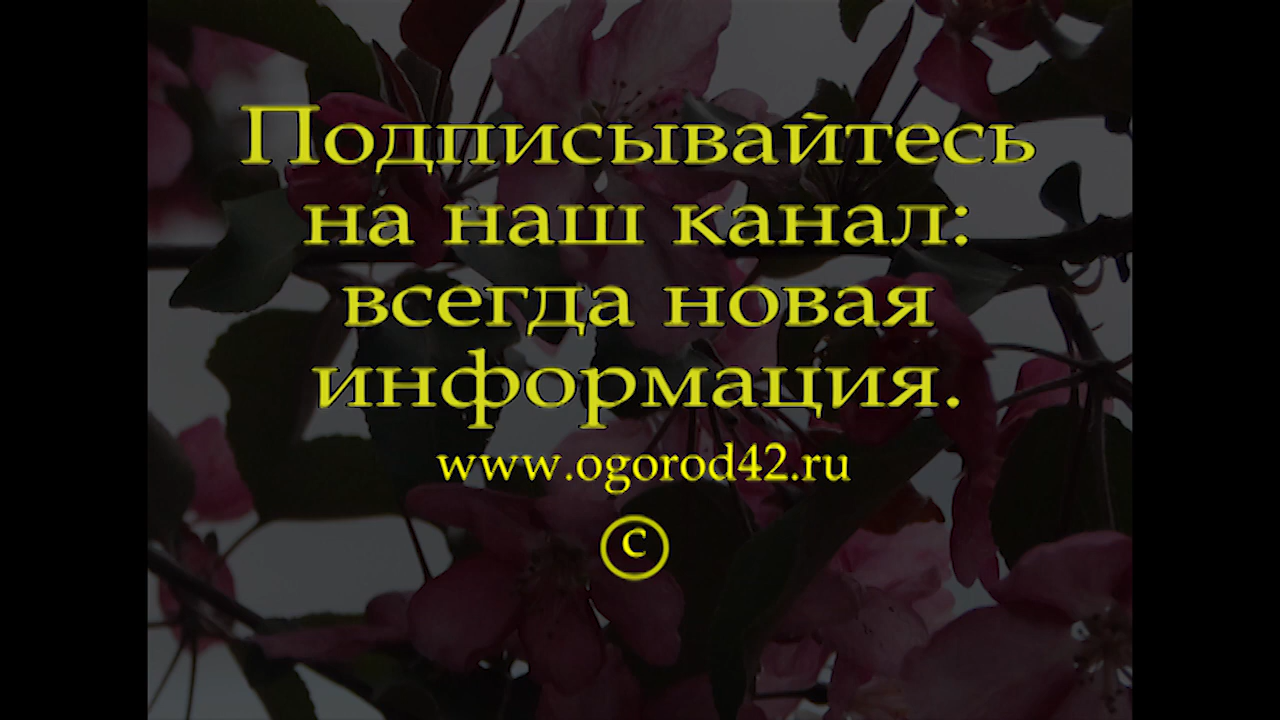 Подписывайтесь
на наш канал:
всегда новая
информация.
www.ogorod42.ru
©